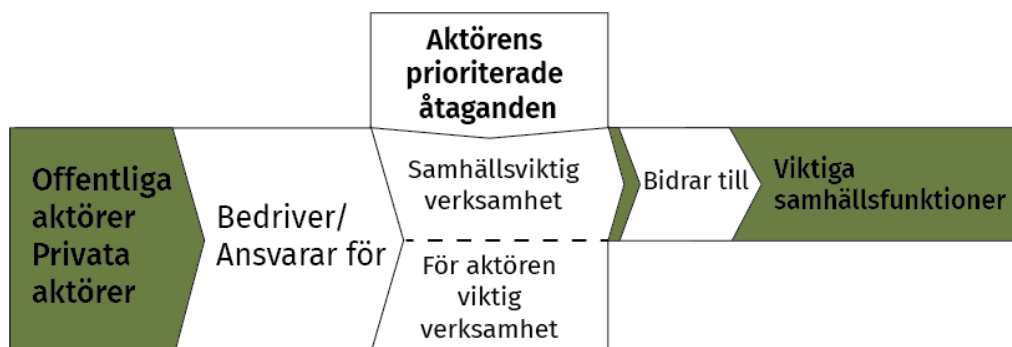 Aktörens
prioriterade
åtaganden
Offentliga
aktörer
Privata
aktörer
Bedriver/
Ansvarar för
Samhällsviktig
verksamhet
För aktören
viktig
verksamhet
Bidrar till
Viktiga
samhällsfunktioner